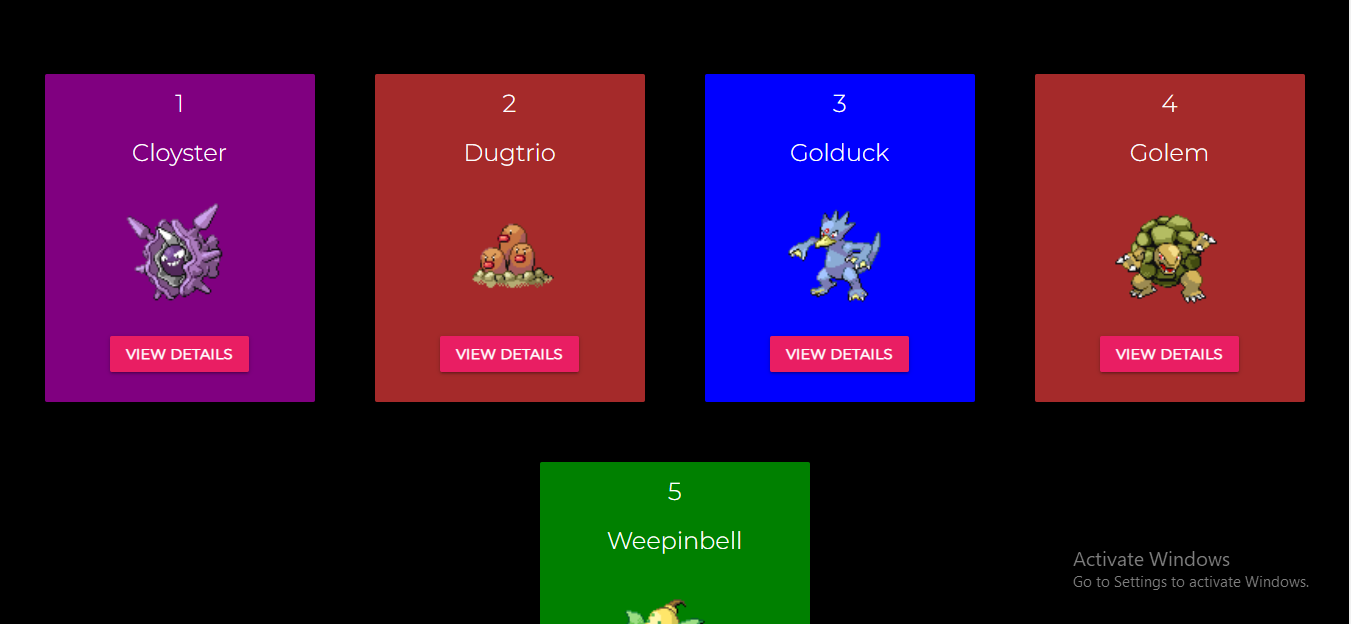 1
Cloyster
VIEW DETAILS
2
Dugtrio
VIEW DETAILS
3
Golduck
VIEW DETAILS
4
Golem
VIEW DETAILS
5
Weepinbell
Activate Windows
Go to Settings to activate Windows.